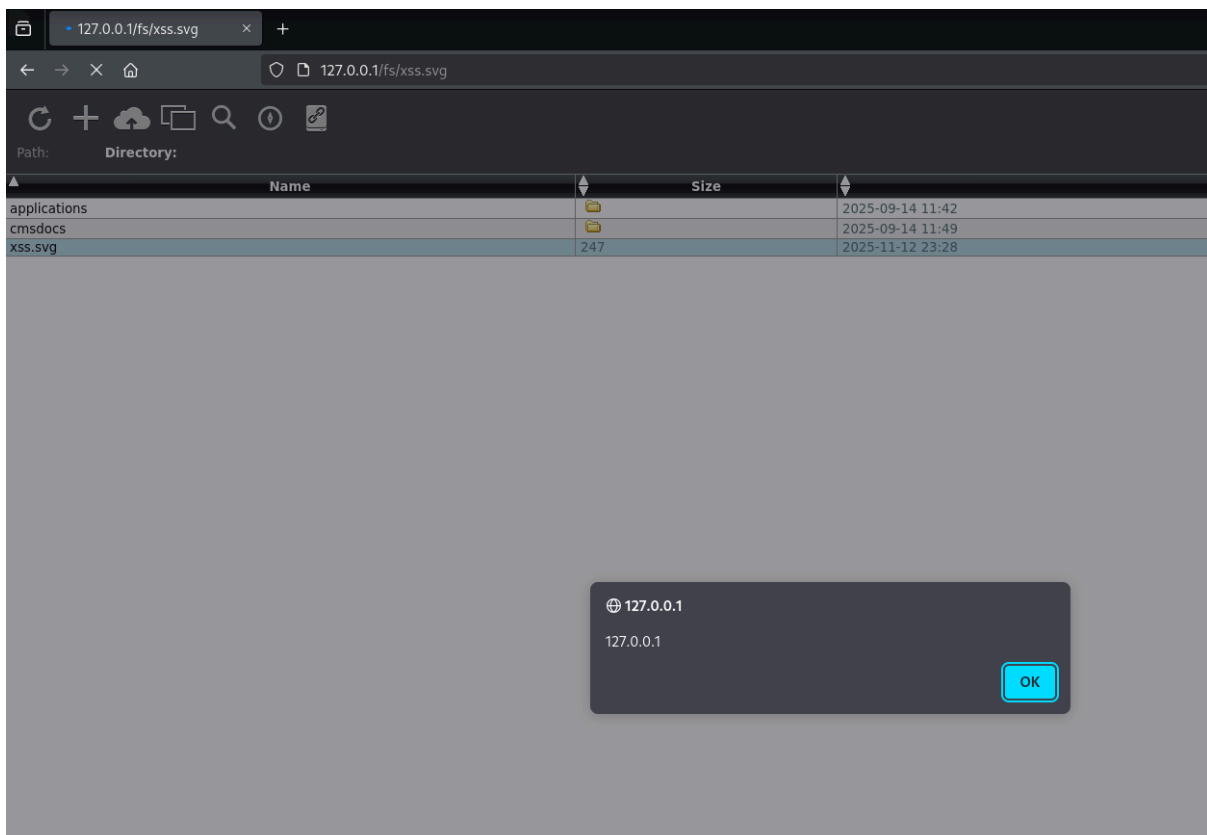 127.0.0.1/fs/xss.svg
127.0.0.1/fs/xss.svg
Path: Directory:
Name Size
applications 2025-09-14 11:42
cmsdocs 2025-09-14 11:49
xss.svg 247 2025-11-12 23:28
127.0.0.1
127.0.0.1
OK